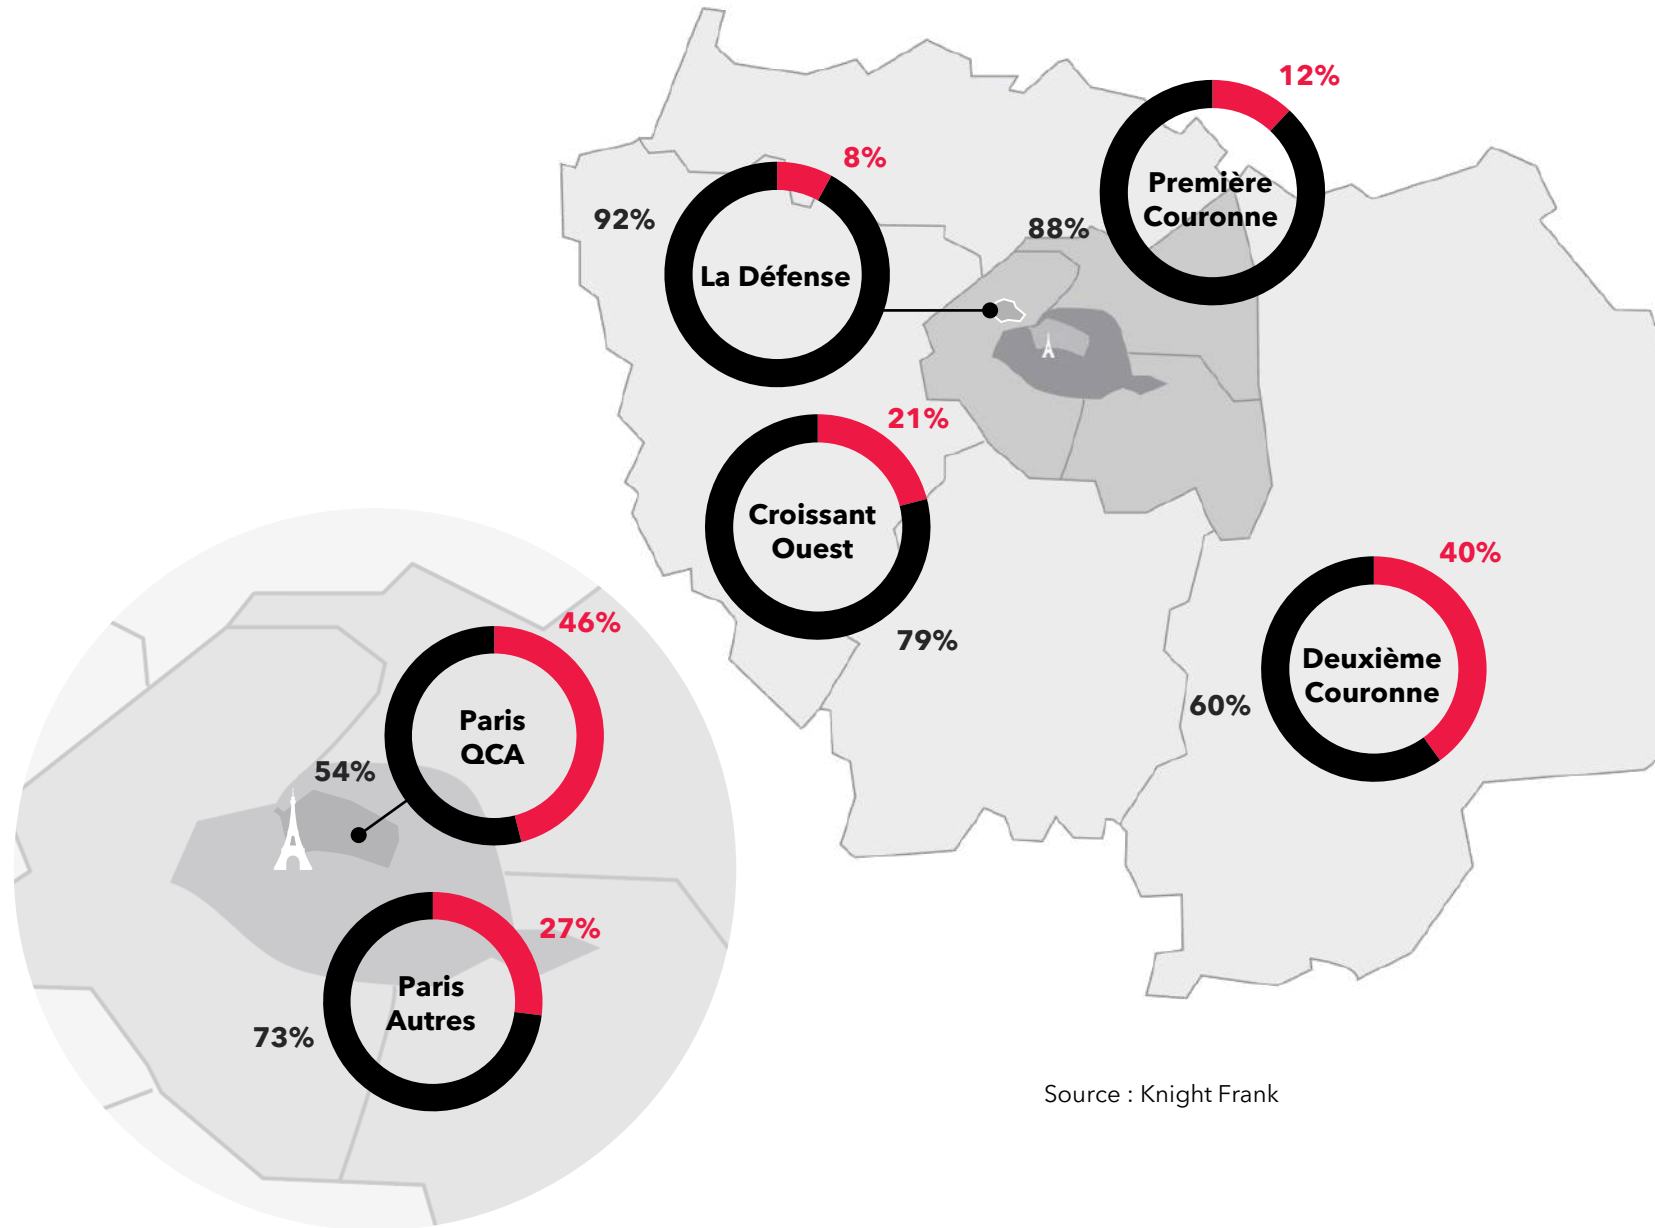 12%
Première
Couronne
88%
8%
92%
La Défense
21%
Croissant
Ouest
79%
40%
Deuxième
Couronne
60%
46%
Paris
QCA
54%
27%
Paris
Autres
73%
Source : Knight Frank